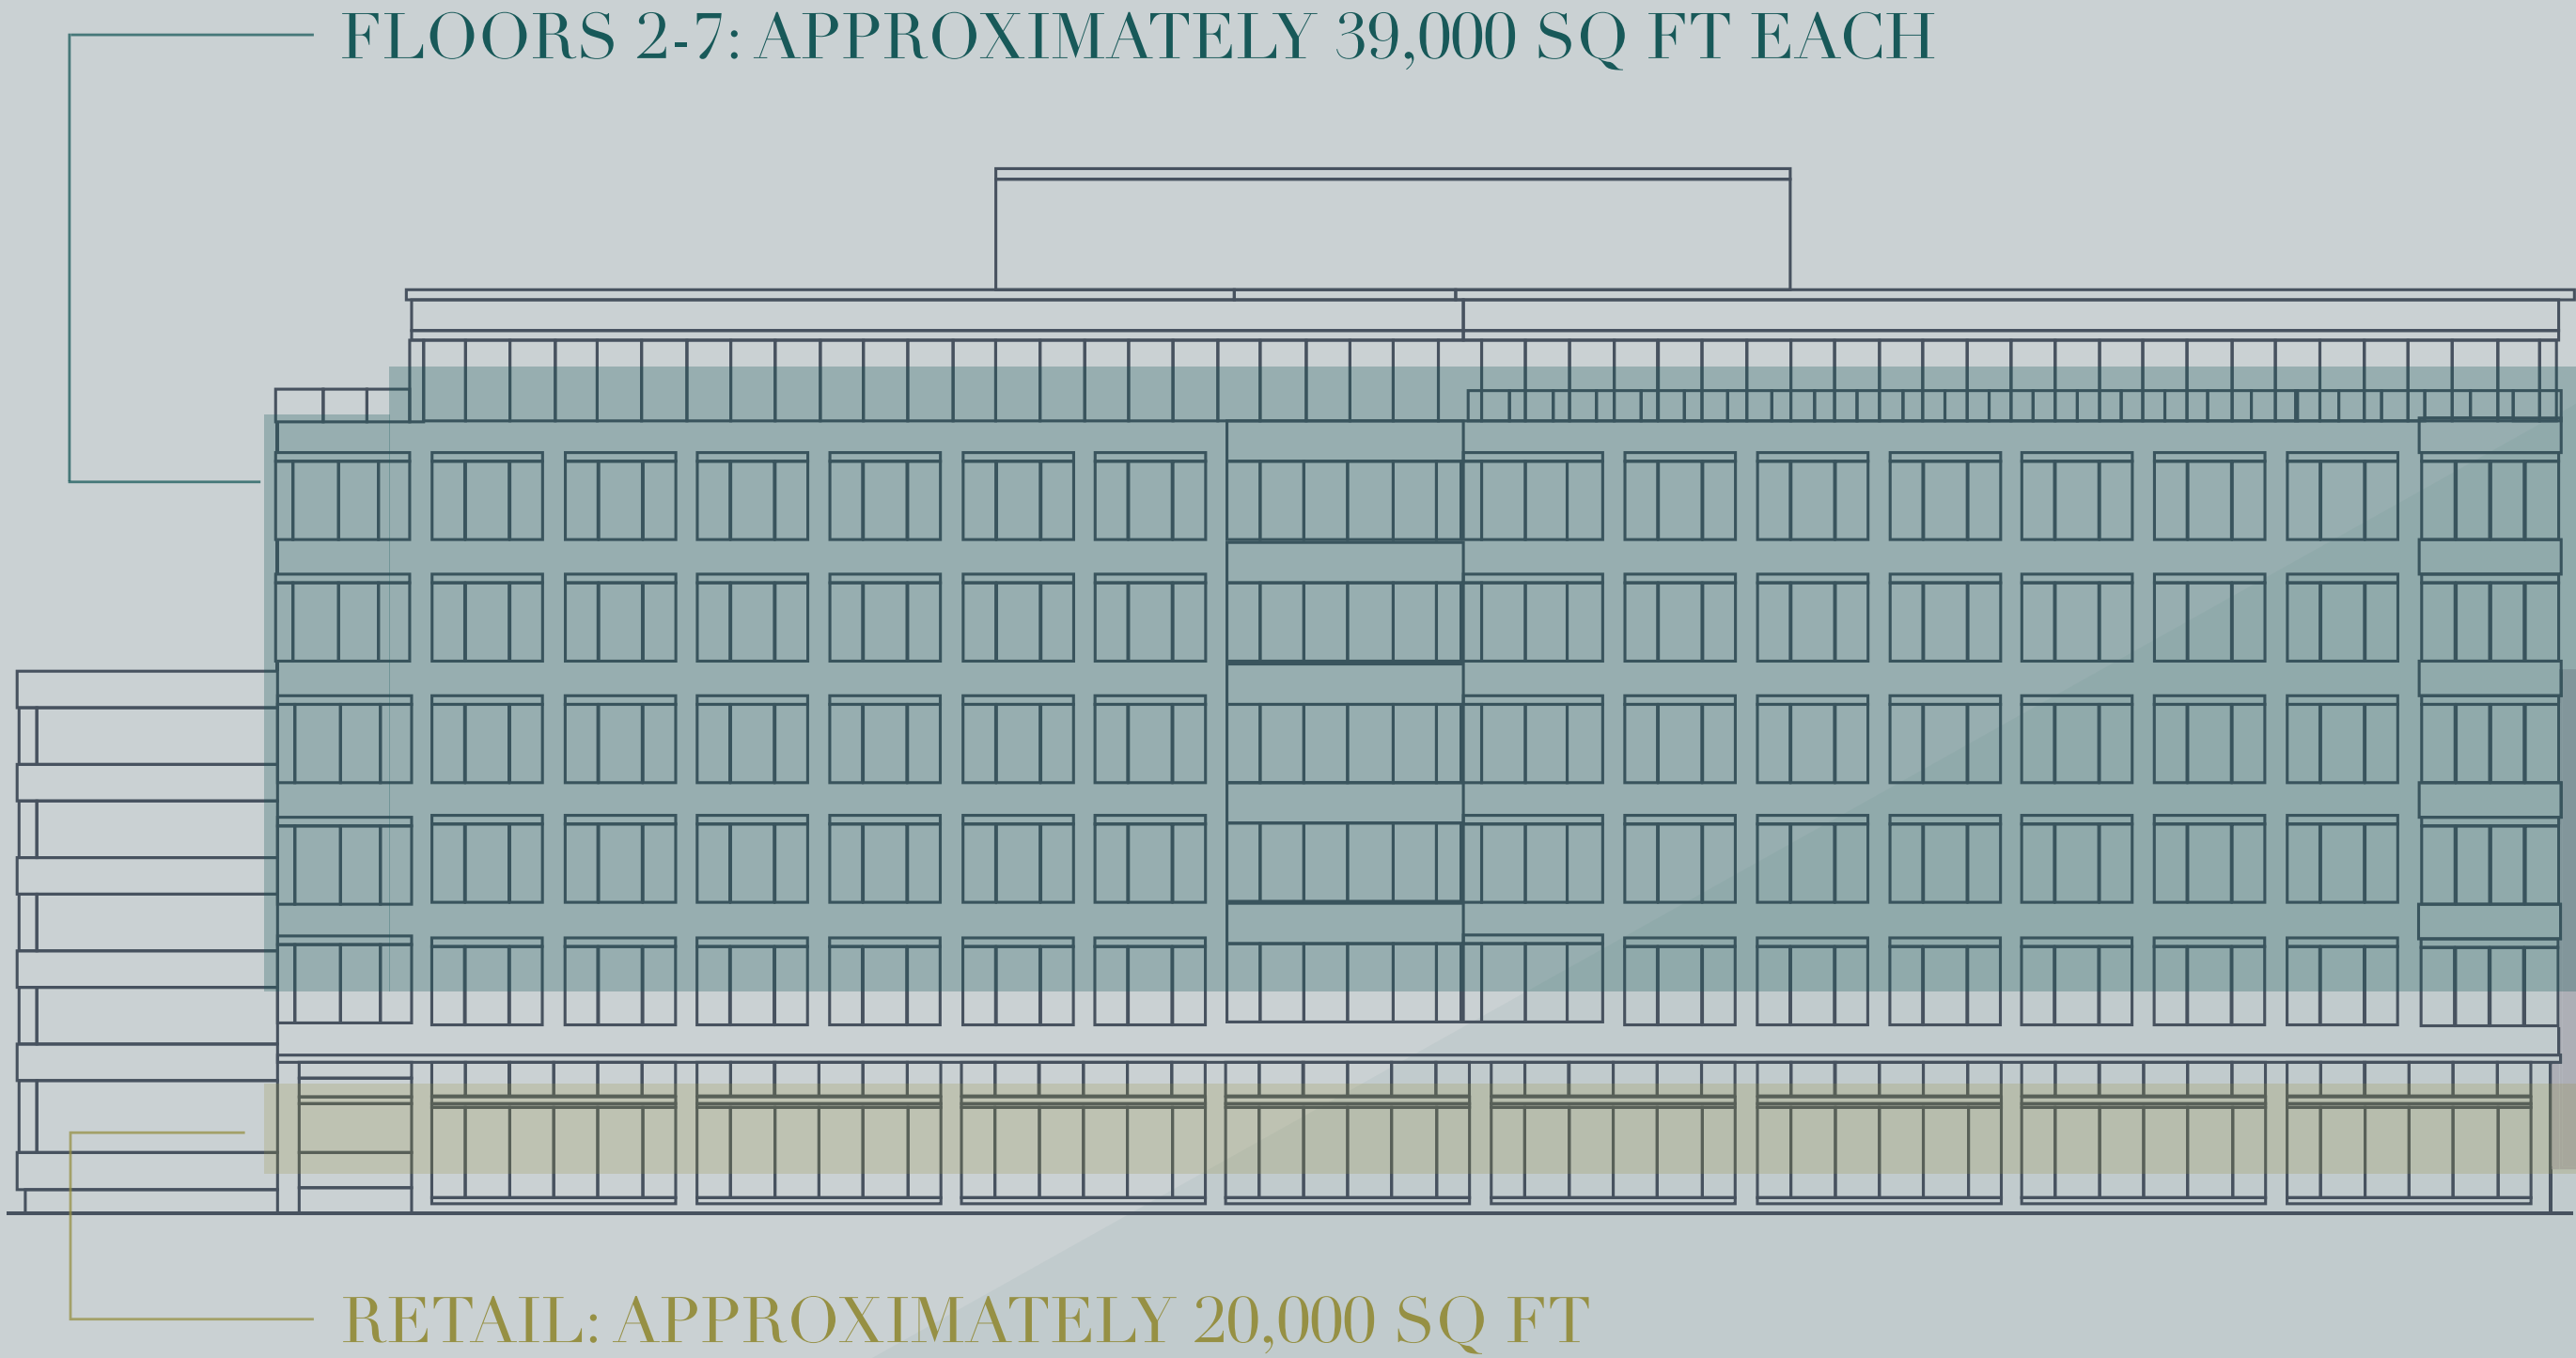 FLOORS 2-7: APPROXIMATELY 39,000 SQ FT EACH
RETAIL: APPROXIMATELY 20,000 SQ FT